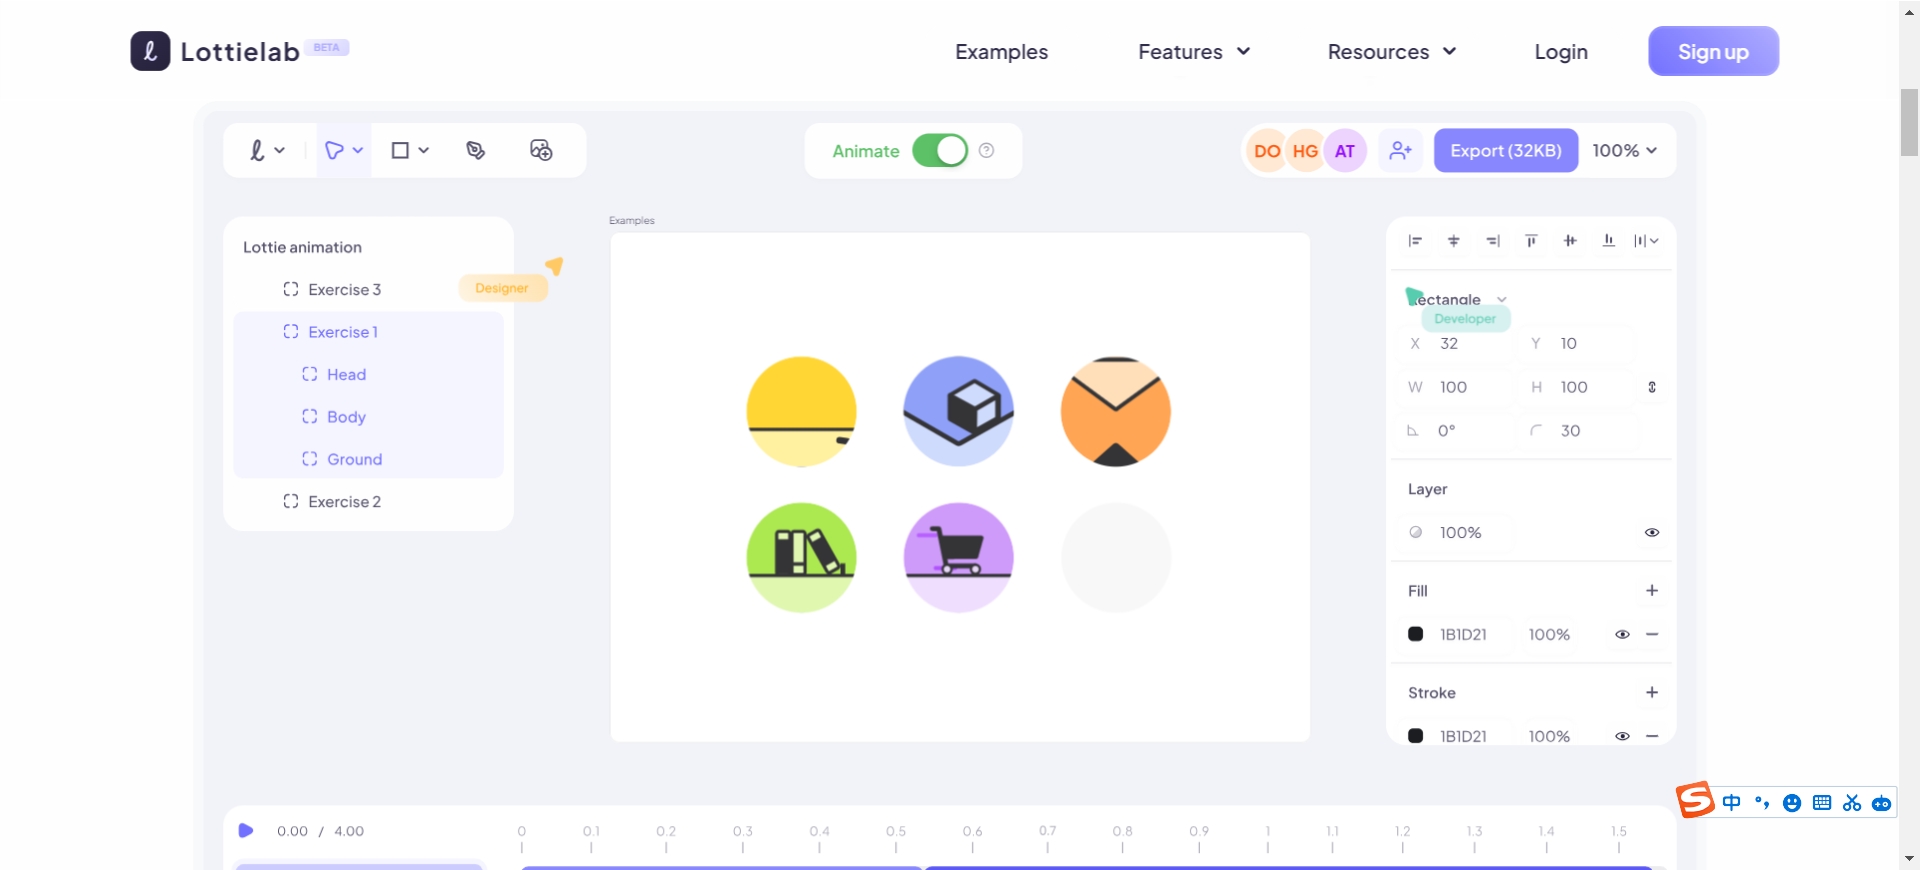 Lottielab BETA
Examples
Features
Resources
Login
Sign up
Animate
DO HG AT
Export (32KB)
100%
Lottie animation
Exercise 3
Designer
Exercise 1
Head
Body
Ground
Exercise 2
Examples
Rectangle
Developer
X 32 Y 10
W 100 H 100
0° 30
Layer
100%
Fill
1B1D21 100%
Stroke
1B1D21 100%
中
0.00 / 4.00
0 0.1 0.2 0.3 0.4 0.5 0.6 0.7 0.8 0.9 1 1.1 1.2 1.3 1.4 1.5